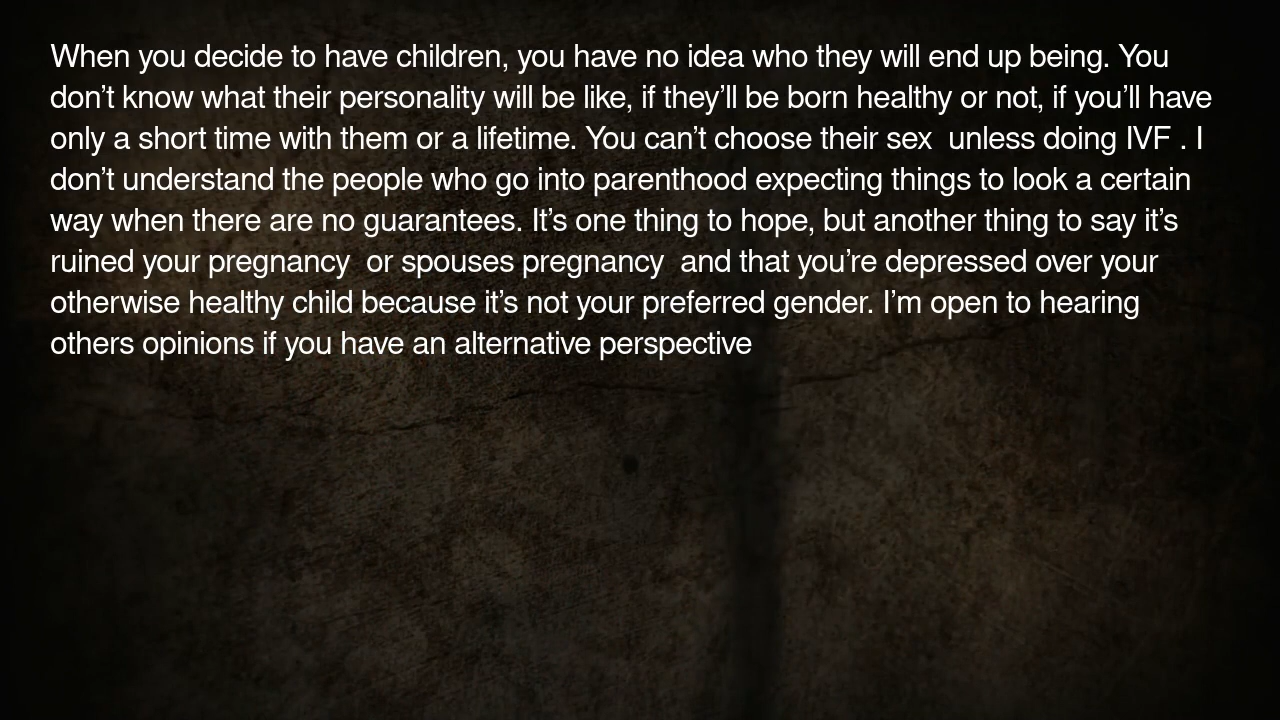 When you decide to have children, you have no idea who they will end up being. You
don’t know what their personality will be like, if they’ll be born healthy or not, if you’ll have
only a short time with them or a lifetime. You can’t choose their sex  unless doing IVF . I
don’t understand the people who go into parenthood expecting things to look a certain
way when there are no guarantees. It’s one thing to hope, but another thing to say it’s
ruined your pregnancy  or spouses pregnancy  and that you’re depressed over your
otherwise healthy child because it’s not your preferred gender. I’m open to hearing
others opinions if you have an alternative perspective